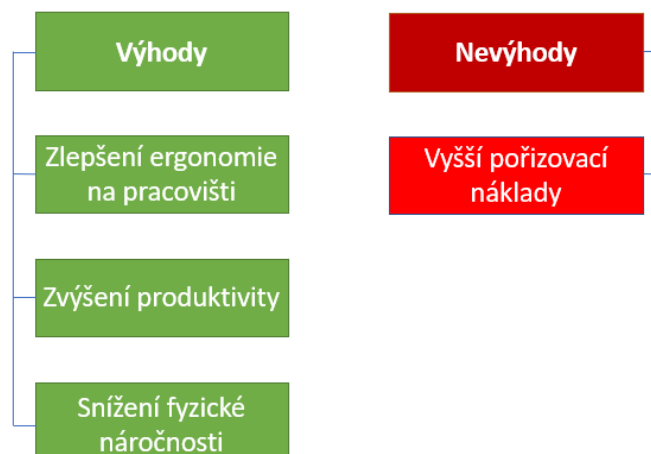 Výhody
Zlepšení ergonomie
na pracovišti
Zvýšení produktivity
Snížení fyzické
náročnosti
Nevýhody
Vyšší pořizovací
náklady